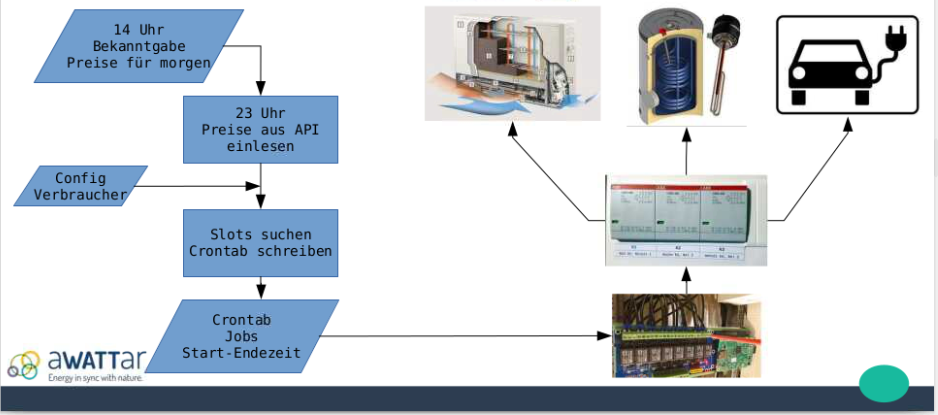 14 Uhr
Bekanntgabe
Preise für morgen
23 Uhr
Preise aus API
einlesen
Config
Verbraucher
Slots suchen
Crontab schreiben
Crontab
Jobs
Start-Endezeit
aWATTar
Energy in sync with nature.